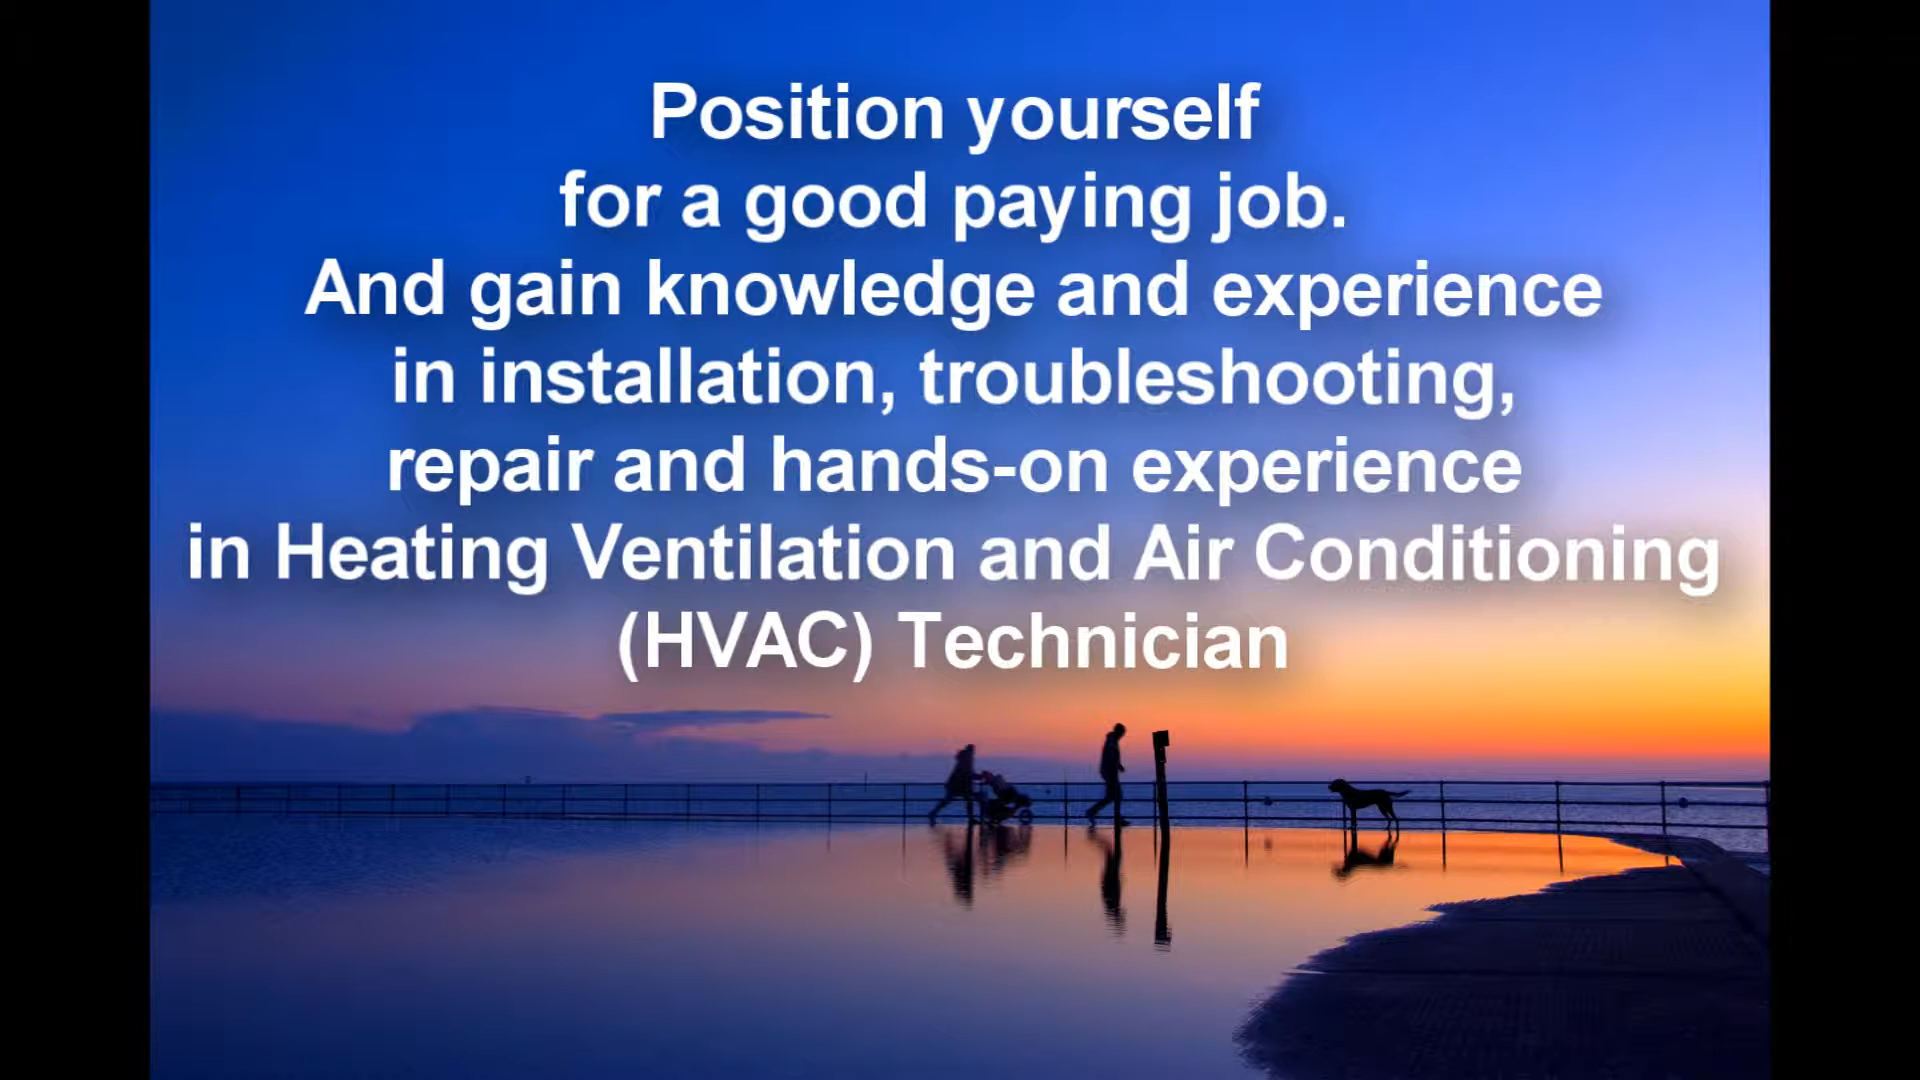 Position yourself
for a good paying job.
And gain knowledge and experience
in installation, troubleshooting,
repair and hands-on experience
in Heating Ventilation and Air Conditioning
(HVAC) Technician